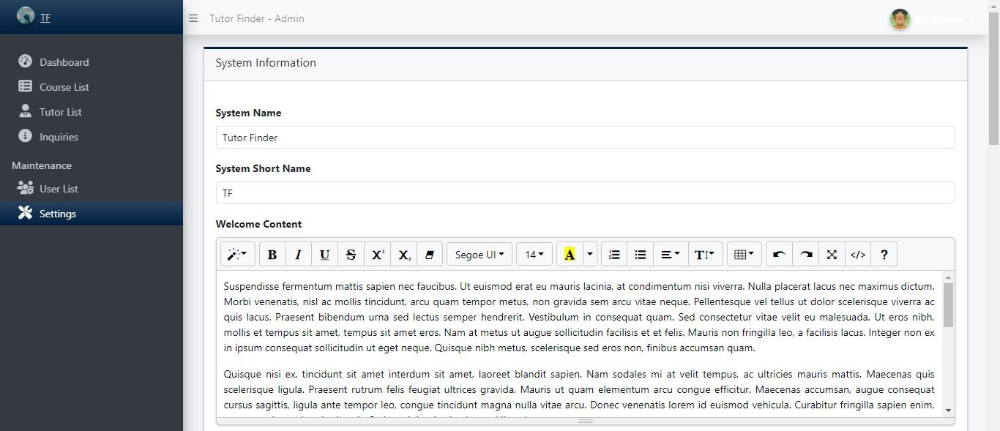 TF
Tutor Finder - Admin
Mr Admin
Dashboard
Course List
Tutor List
Inquiries
Maintenance
User List
Settings
System Information
System Name
Tutor Finder
System Short Name
TF
Welcome Content
B I U S X² X₂ Segoe UI 14 A T </> ?
Suspendisse fermentum mattis sapien nec faucibus. Ut euismod erat eu mauris lacinia, at condimentum nisi viverra. Nulla placerat lacus nec maximus dictum.
Morbi venenatis, nisl ac mollis tincidunt, arcu quam tempor metus, non gravida sem arcu vitae neque. Pellentesque vel tellus ut dolor scelerisque viverra ac
quis lacus. Praesent bibendum urna sed lectus semper hendrerit. Vestibulum in consequat quam. Sed consectetur vitae velit eu malesuada. Ut eros nibh,
mollis et tempus sit amet, tempus sit amet eros. Nam at metus ut augue sollicitudin facilisis et et felis. Mauris non fringilla leo, a facilisis lacus. Integer non ex
in ipsum consequat sollicitudin ut eget neque. Quisque nibh metus, scelerisque sed eros non, finibus accumsan quam.
Quisque nisi ex, tincidunt sit amet interdum sit amet, laoreet blandit sapien. Nam sodales mi at velit tempus, ac ultricies mauris mattis. Maecenas quis
scelerisque ligula. Praesent rutrum felis feugiat ultrices gravida. Mauris ut quam elementum arcu congue efficitur. Maecenas accumsan, augue consequat
cursus sagittis, ligula ante tempor leo, congue tincidunt magna nulla vitae arcu. Donec venenatis lorem id euismod vehicula. Curabitur fringilla sapien enim,